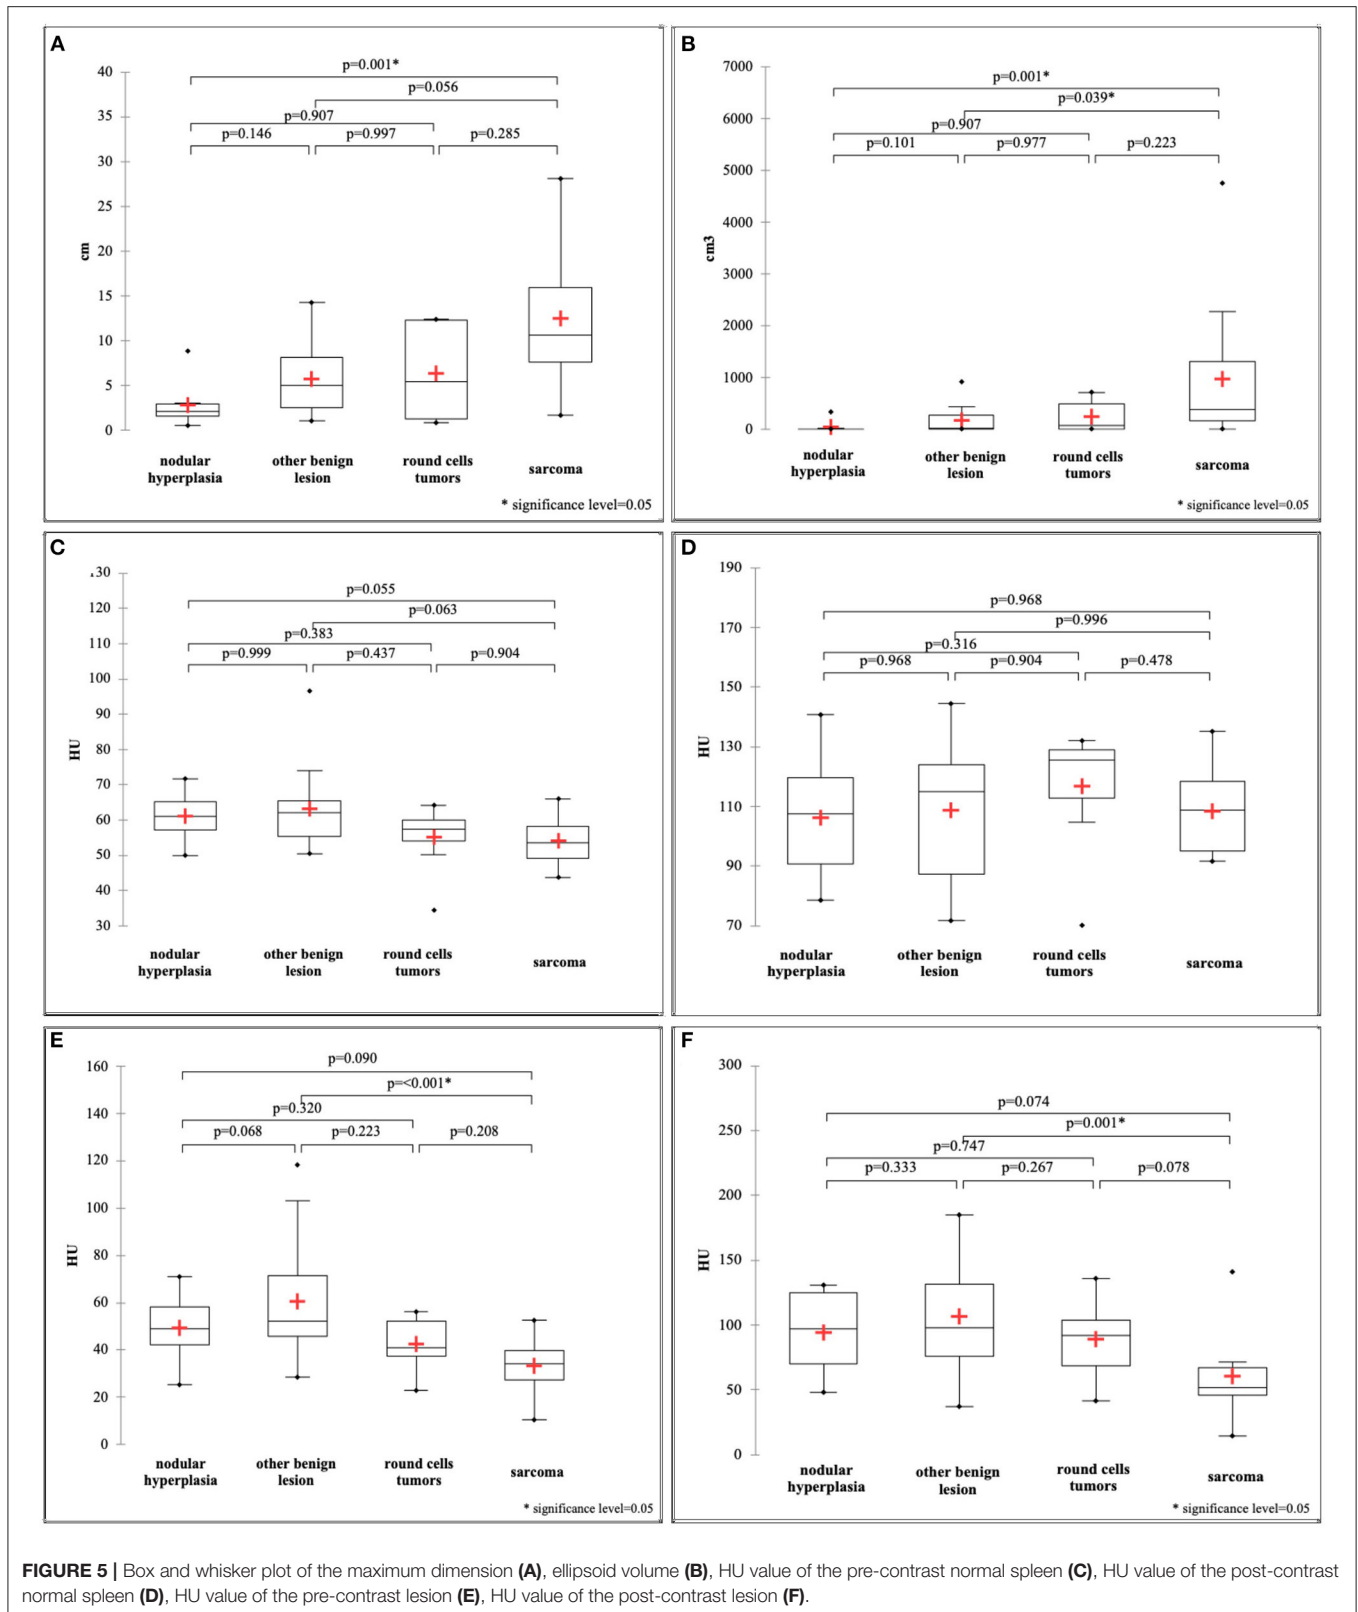 A
p=0.001*
p=0.056
p=0.907
p=0.146 p=0.997 p=0.285
40
35
30
25
20
15
10
5
0
cm
nodular hyperplasia
other benign lesion
round cells tumors
sarcoma
* significance level=0.05
B
p=0.001*
p=0.039*
p=0.907
p=0.101 p=0.977 p=0.223
7000
6000
5000
4000
3000
2000
1000
0
cm3
nodular hyperplasia
other benign lesion
round cells tumors
sarcoma
* significance level=0.05
C
p=0.055
p=0.063
p=0.383
p=0.999 p=0.437 p=0.904
.30
120
110
100
90
80
70
60
50
40
30
HU
nodular hyperplasia
other benign lesion
round cells tumors
sarcoma
D
p=0.968
p=0.996
p=0.316
p=0.968 p=0.904 p=0.478
190
170
150
130
110
90
70
HU
nodular hyperplasia
other benign lesion
round cells tumors
sarcoma
E
p=0.090
p=<0.001*
p=0.320
p=0.068 p=0.223 p=0.208
160
140
120
100
80
60
40
20
0
HU
nodular hyperplasia
other benign lesion
round cells tumors
sarcoma
* significance level=0.05
F
p=0.074
p=0.001*
p=0.747
p=0.333 p=0.267 p=0.078
300
250
200
150
100
50
0
HU
nodular hyperplasia
other benign lesion
round cells tumors
sarcoma
* significance level=0.05
FIGURE 5 | Box and whisker plot of the maximum dimension (A), ellipsoid volume (B), HU value of the pre-contrast normal spleen (C), HU value of the post-contrast
normal spleen (D), HU value of the pre-contrast lesion (E), HU value of the post-contrast lesion (F).